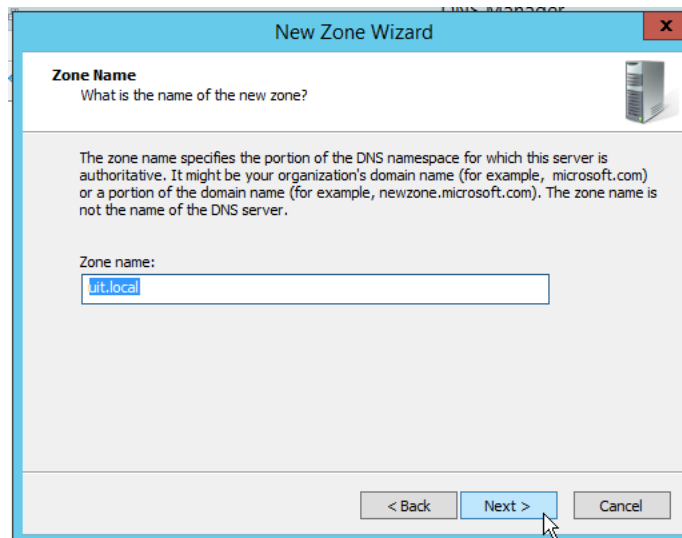 DNS Manager
New Zone Wizard
x
Zone Name
What is the name of the new zone?
The zone name specifies the portion of the DNS namespace for which this server is
authoritative. It might be your organization's domain name (for example, microsoft.com)
or a portion of the domain name (for example, newzone.microsoft.com). The zone name is
not the name of the DNS server.
Zone name:
uit.local
< Back
Next >
Cancel